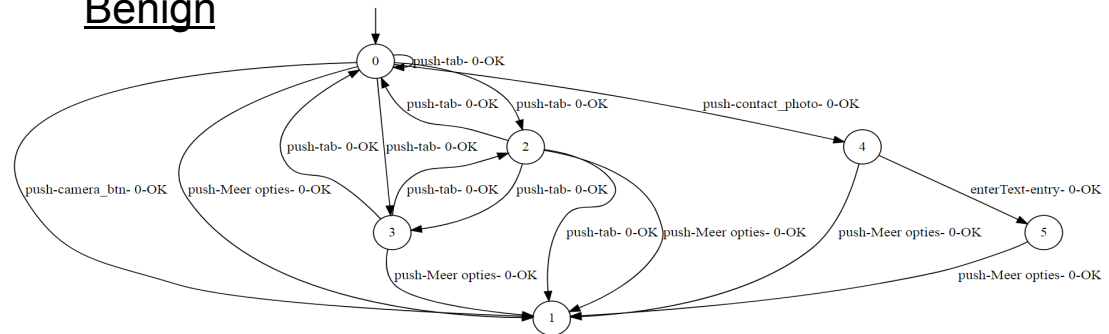 Benign
0
push-tab- 0-OK
push-tab- 0-OK
push-tab- 0-OK
push-contact_photo- 0-OK
push-tab- 0-OK
push-tab- 0-OK
2
4
push-camera_btn- 0-OK
push-Meer opties- 0-OK
push-tab- 0-OK
push-tab- 0-OK
enterText-entry- 0-OK
3
push-tab- 0-OK
push-Meer opties- 0-OK
push-Meer opties- 0-OK
5
push-Meer opties- 0-OK
push-Meer opties- 0-OK
1